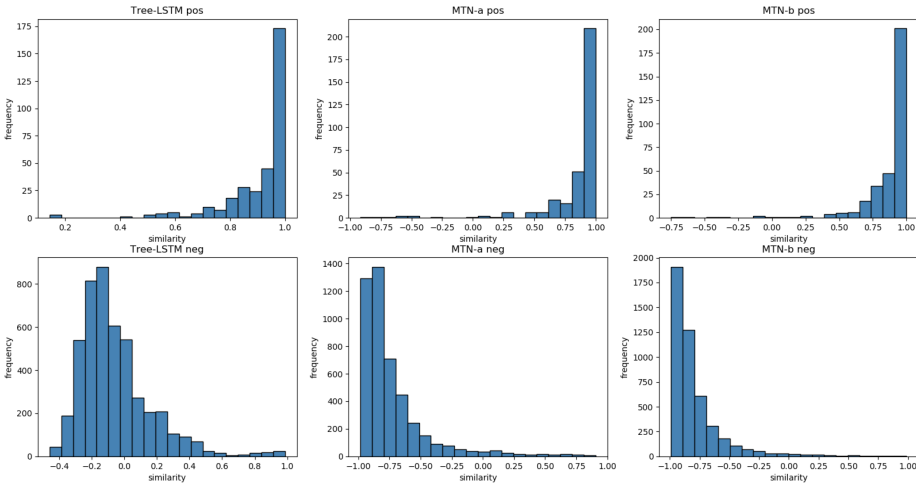 Tree-LSTM pos
frequency
175
150
125
100
75
50
25
0
0.2 0.4 0.6 0.8 1.0
similarity
MTN-a pos
frequency
200
175
150
125
100
75
50
25
0
−1.00 −0.75 −0.50 −0.25 0.00 0.25 0.50 0.75 1.00
similarity
MTN-b pos
frequency
200
175
150
125
100
75
50
25
0
−0.75 −0.50 −0.25 0.00 0.25 0.50 0.75 1.00
similarity
Tree-LSTM neg
frequency
800
600
400
200
0
−0.4 −0.2 0.0 0.2 0.4 0.6 0.8 1.0
similarity
MTN-a neg
frequency
1400
1200
1000
800
600
400
200
0
−1.00 −0.75 −0.50 −0.25 0.00 0.25 0.50 0.75 1.00
similarity
MTN-b neg
frequency
2000
1750
1500
1250
1000
750
500
250
0
−1.00 −0.75 −0.50 −0.25 0.00 0.25 0.50 0.75 1.00
similarity